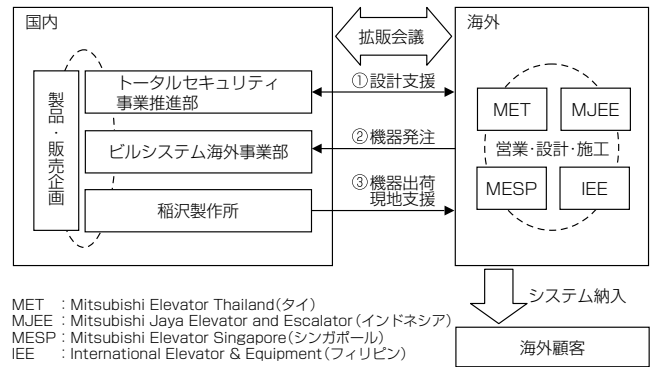 国内
海外
拡販会議
製品・販売企画
トータルセキュリティ
事業推進部
ビルシステム海外事業部
稲沢製作所
①設計支援
②機器発注
③機器出荷
現地支援
MET
MJEE
営業・設計・施工
MESP
IEE
システム納入
海外顧客
MET ：Mitsubishi Elevator Thailand(タイ)
MJEE ：Mitsubishi Jaya Elevator and Escalator(インドネシア)
MESP ：Mitsubishi Elevator Singapore(シンガポール)
IEE ：International Elevator & Equipment(フィリピン)